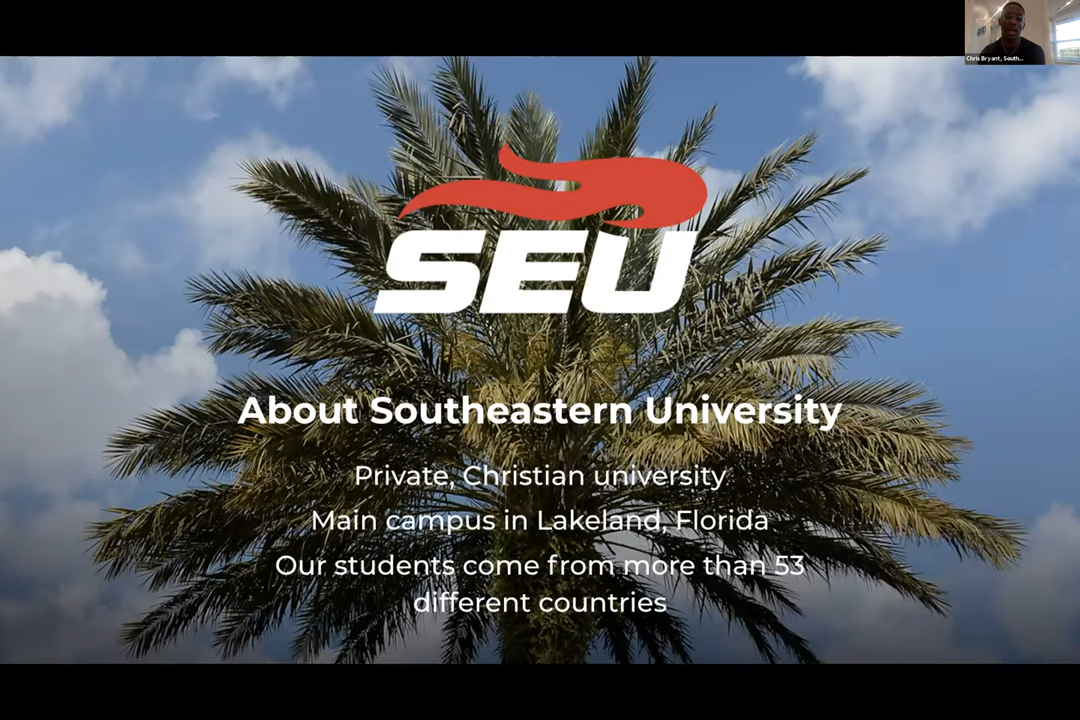 Chris Bryant, South...
SEU
About Southeastern University
Private, Christian university
Main campus in Lakeland, Florida
Our students come from more than 53
different countries